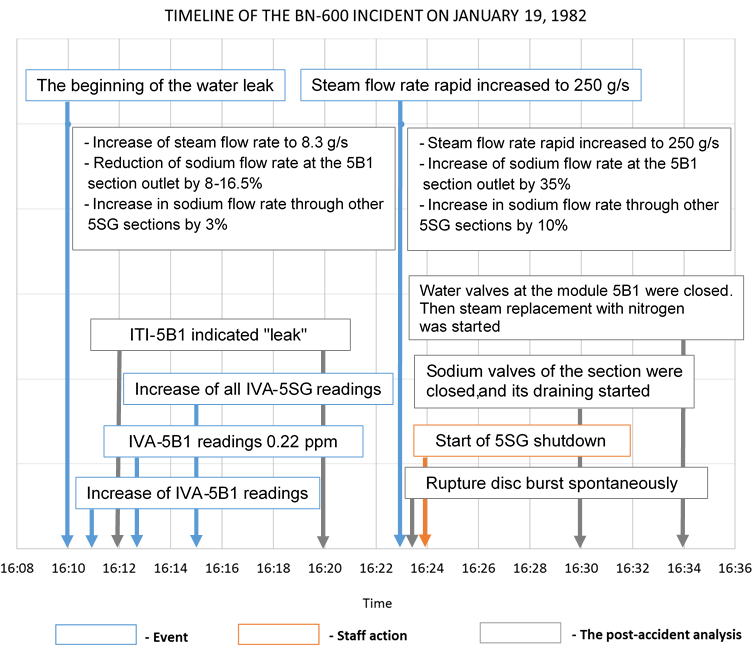 TIMELINE OF THE BN-600 INCIDENT ON JANUARY 19, 1982
The beginning of the water leak
Steam flow rate rapid increased to 250 g/s
- Increase of steam flow rate to 8.3 g/s
- Reduction of sodium flow rate at the 5B1
section outlet by 8-16.5%
- Increase in sodium flow rate through other
5SG sections by 3%
- Steam flow rate rapid increased to 250 g/s
- Increase of sodium flow rate at the 5B1
section outlet by 35%
- Increase in sodium flow rate through other
5SG sections by 10%
Water valves at the module 5B1 were closed.
Then steam replacement with nitrogen
was started
ITI-5B1 indicated "leak"
Sodium valves of the section were
closed,and its draining started
Increase of all IVA-5SG readings
IVA-5B1 readings 0.22 ppm
Start of 5SG shutdown
Increase of IVA-5B1 readings
Rupture disc burst spontaneously
16:08 16:10 16:12 16:14 16:16 16:18 16:20 16:22 16:24 16:26 16:28 16:30 16:32 16:34 16:36
Time
- Event
- Staff action
- The post-accident analysis